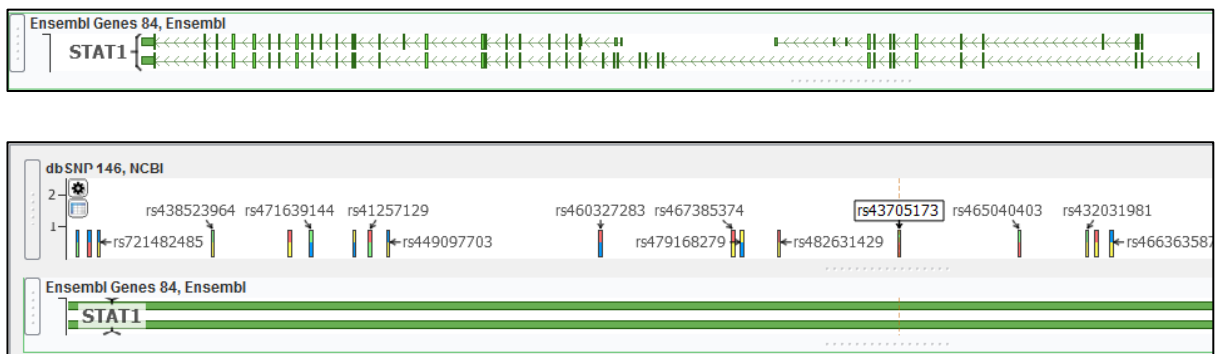 Ensembl Genes 84, Ensembl
STAT1
dbSNP 146, NCBI
2
rs438523964 rs471639144 rs41257129 rs460327283 rs467385374 rs43705173 rs465040403 rs432031981
1
rs721482485 rs449097703 rs479168279 rs482631429 rs466363587
Ensembl Genes 84, Ensembl
STAT1